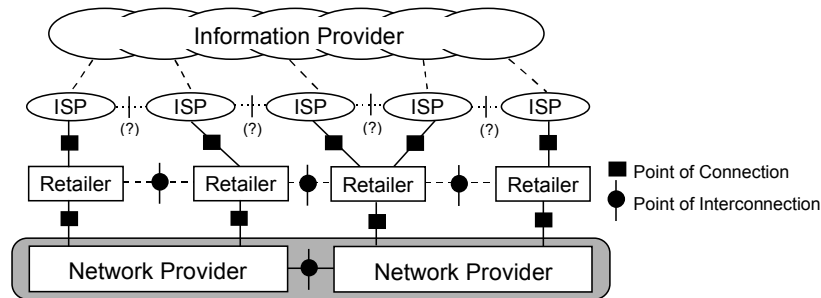 Information Provider
ISP ISP ISP ISP ISP
(?) (?) (?) (?)
Retailer Retailer Retailer Retailer
Point of Connection
Point of Interconnection
Network Provider Network Provider